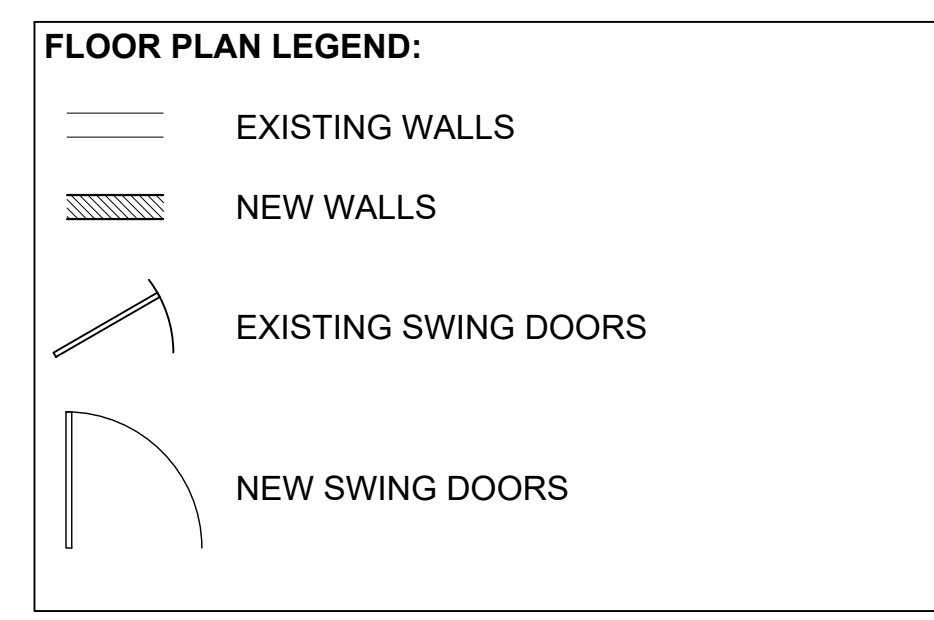 FLOOR PLAN LEGEND:
EXISTING WALLS
NEW WALLS
EXISTING SWING DOORS
NEW SWING DOORS